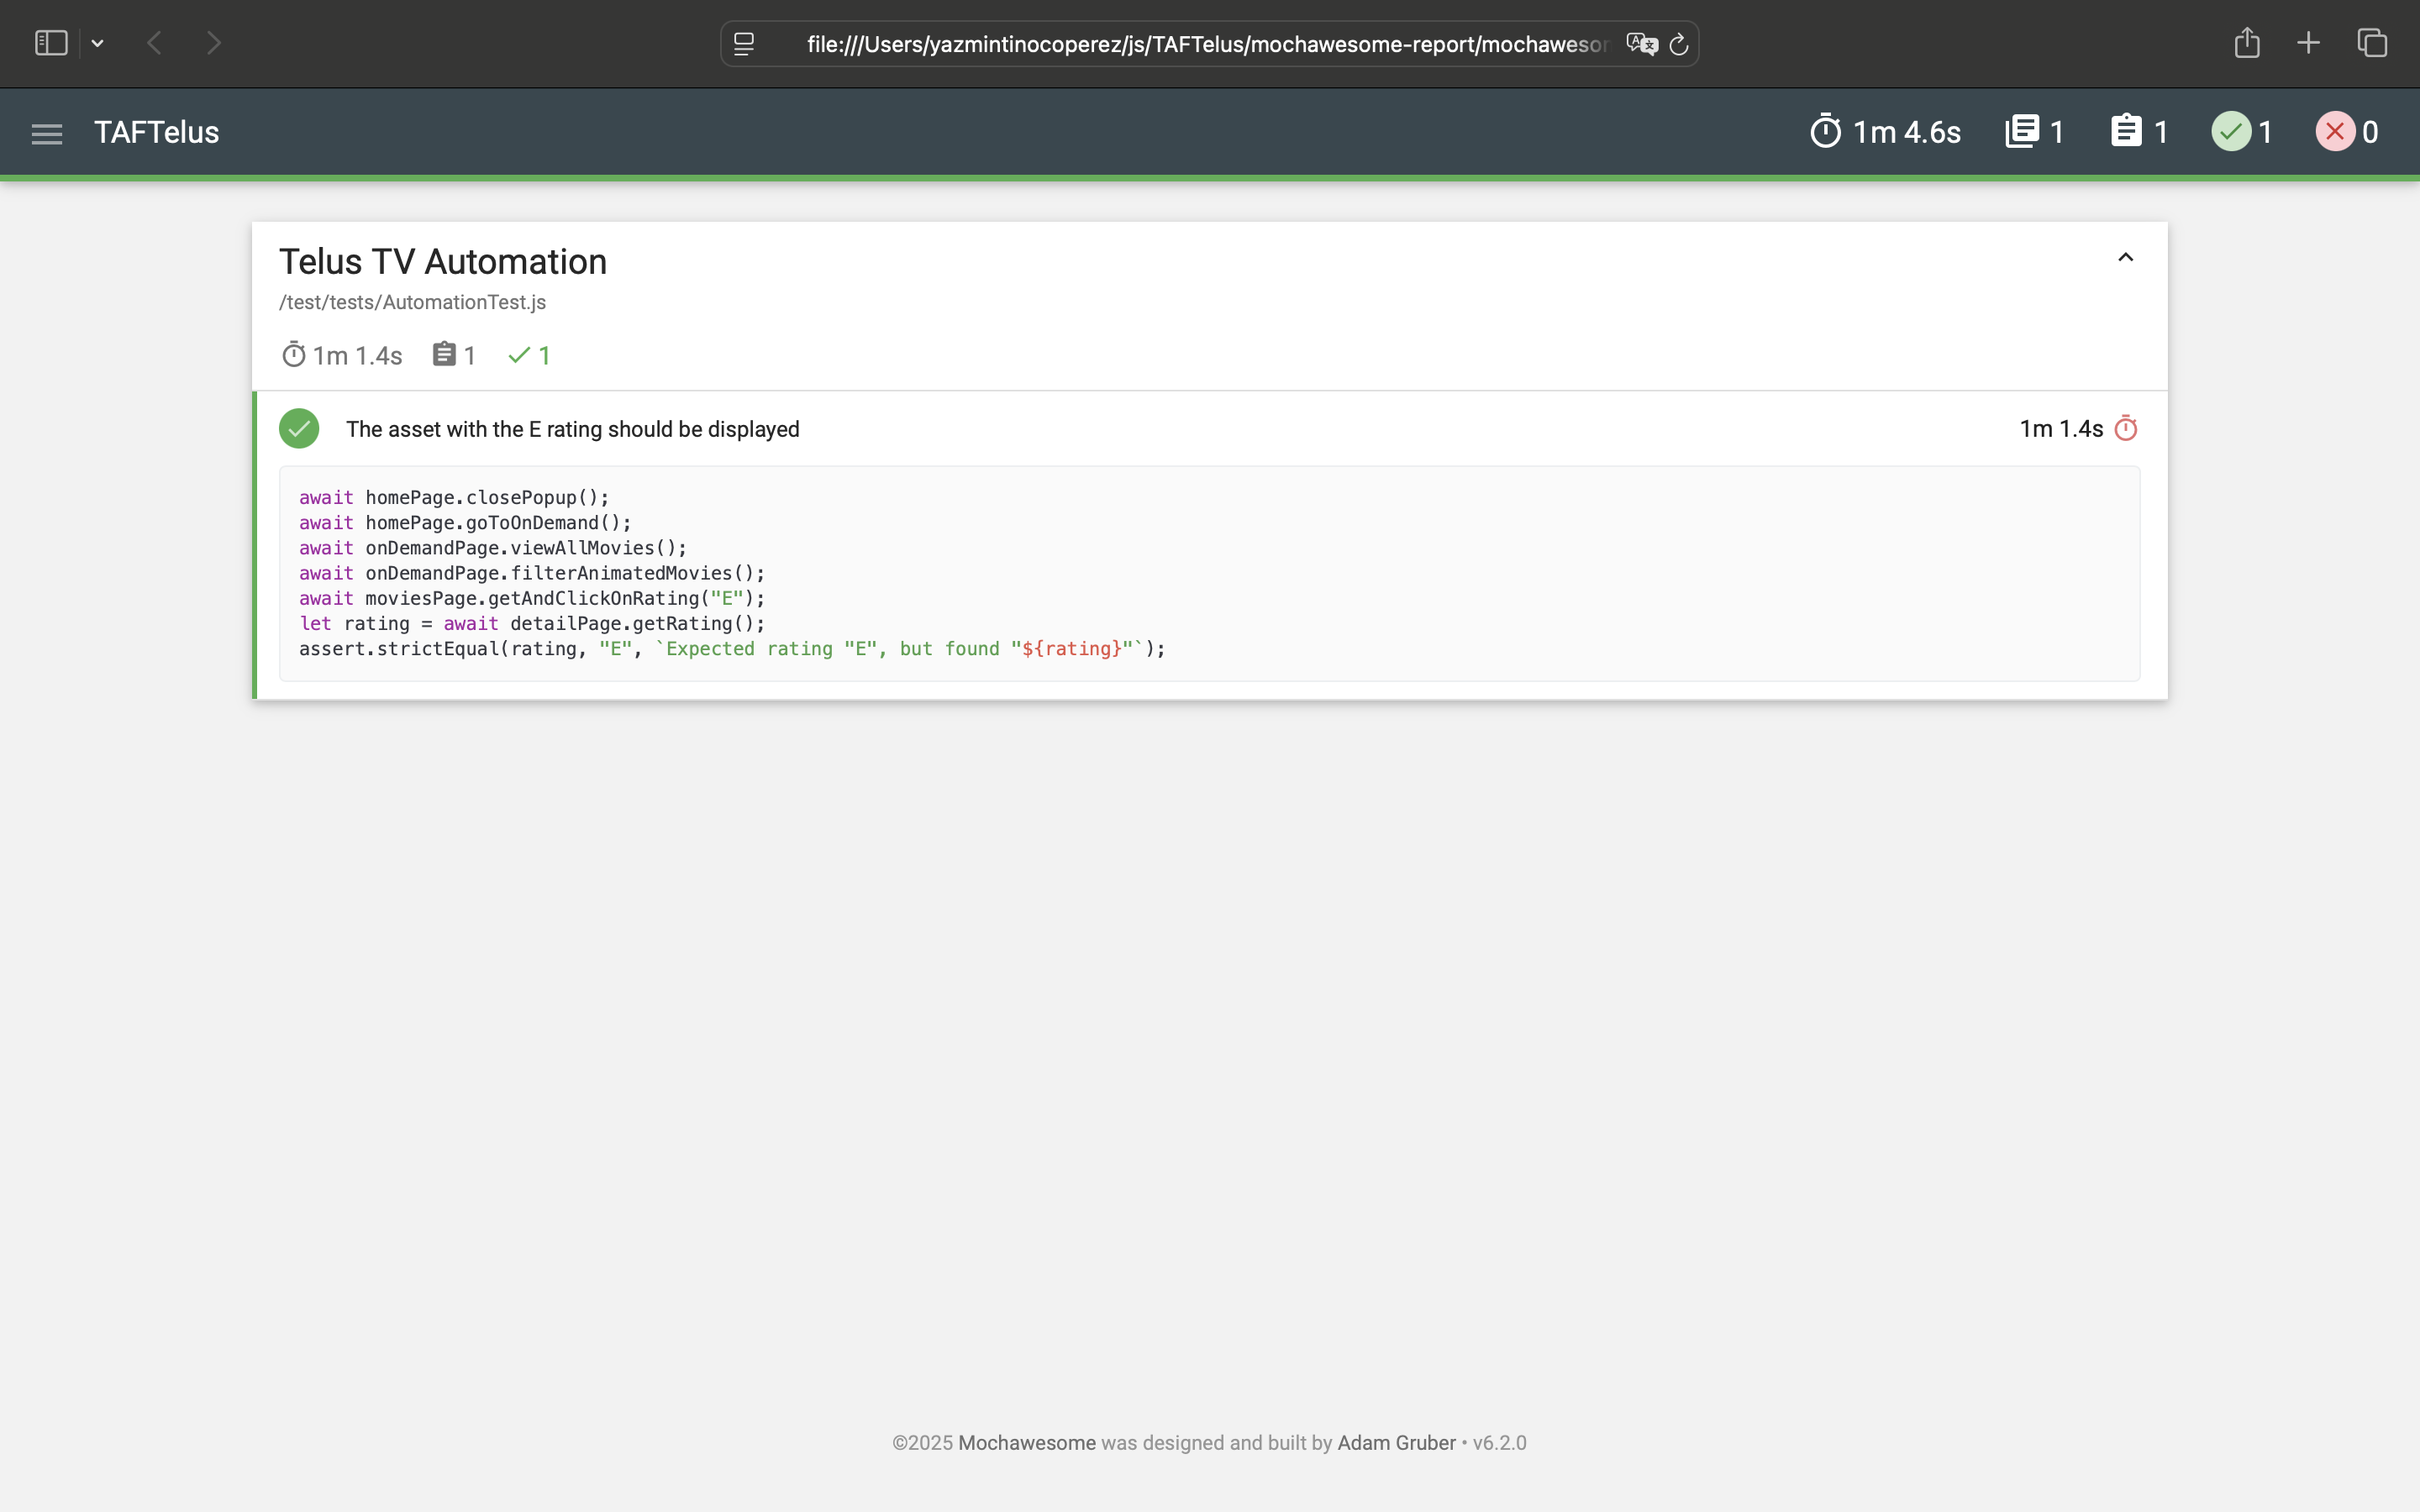 file:///Users/yazmintinocoperez/js/TAFTelus/mochawesome-report/mochaweso
TAFTelus
1m 4.6s 1 1 1 0
Telus TV Automation
/test/tests/AutomationTest.js
1m 1.4s 1 1
The asset with the E rating should be displayed 1m 1.4s
await homePage.closePopup();
await homePage.goToOnDemand();
await onDemandPage.viewAllMovies();
await onDemandPage.filterAnimatedMovies();
await moviesPage.getAndClickOnRating("E");
let rating = await detailPage.getRating();
assert.strictEqual(rating, "E", `Expected rating "E", but found "${rating}"`);
©2025 Mochawesome was designed and built by Adam Gruber • v6.2.0